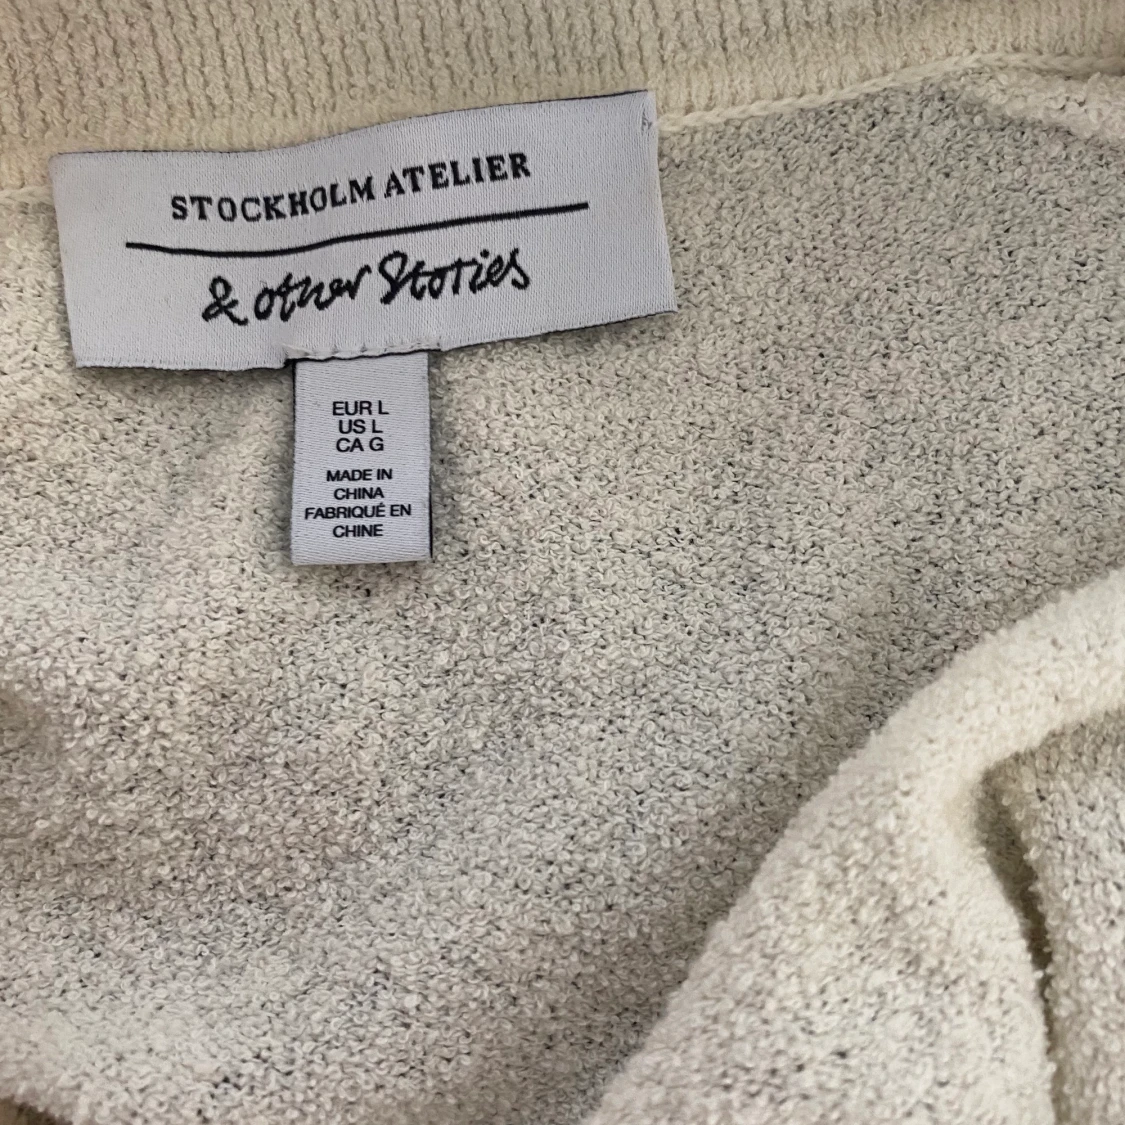 STOCKHOLM ATELIER
& other Stories
EUR L
US L
CA G
MADE IN
CHINA
FABRIQUÉ EN
CHINE